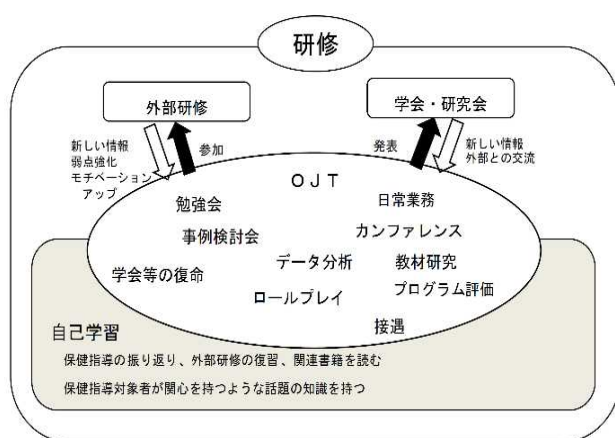 研修
外部研修
学会・研究会
新しい情報
弱点強化
モチベーション
アップ
参加
発表
新しい情報
外部との交流
ＯＪＴ
勉強会
日常業務
事例検討会
カンファレンス
学会等の復命
データ分析
教材研究
ロールプレイ
プログラム評価
接遇
自己学習
保健指導の振り返り、外部研修の復習、関連書籍を読む
保健指導対象者が関心を持つような話題の知識を持つ